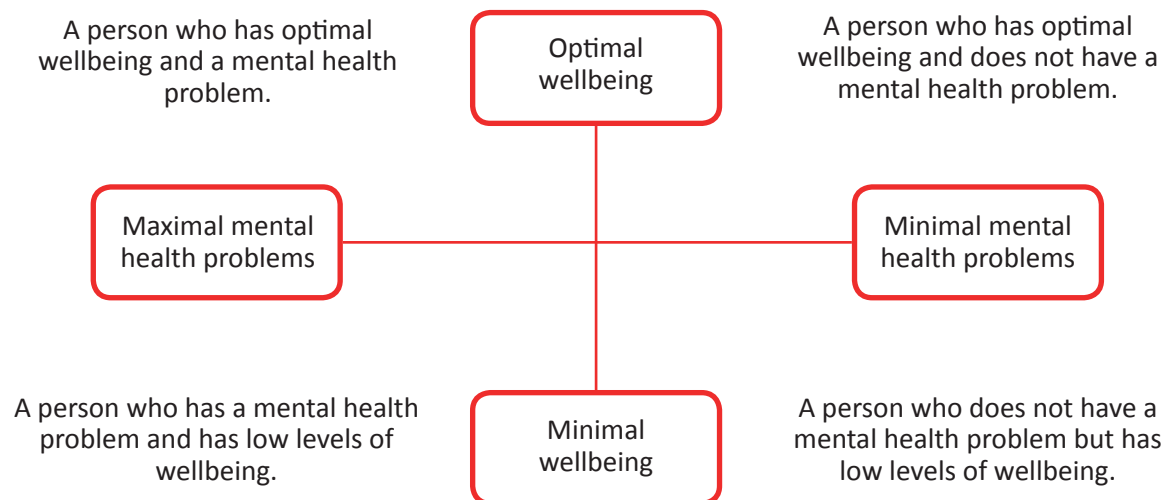 A person who has optimal
wellbeing and a mental health
problem.
Optimal
wellbeing
A person who has optimal
wellbeing and does not have a
mental health problem.
Maximal mental
health problems
Minimal mental
health problems
A person who has a mental health
problem and has low levels of
wellbeing.
Minimal
wellbeing
A person who does not have a
mental health problem but has
low levels of wellbeing.